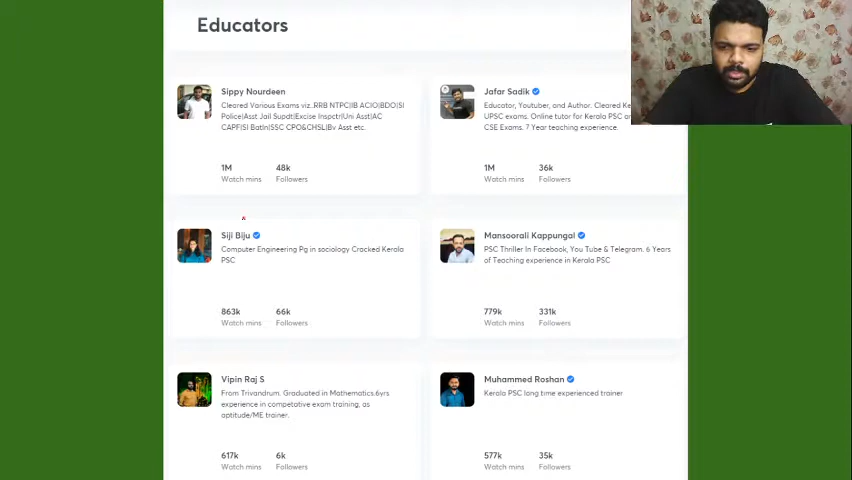 Educators
Sippy Nourdeen
Cleared Various Exams viz..RRB NTPC|IB ACIO|BDO|SI
Police|Asst Jail Supdt|Excise Inspctr|Uni Asst|AC
CAPF|SI Batln|SSC CPO&CHSL|Bv Asst etc.
1M
48k
Watch mins
Followers
Jafar Sadik
Educator, Youtuber, and Author. Cleared
UPSC exams. Online tutor for Kerala PSC
CSE Exams. 7 Year teaching experience.
1M
36k
Watch mins
Followers
Siji Biju
Computer Engineering Pg in sociology Cracked Kerala
PSC
863k
66k
Watch mins
Followers
Mansoorali Kappungal
PSC Thriller In Facebook, You Tube & Telegram. 6 Years
of Teaching experience in Kerala PSC
779k
331k
Watch mins
Followers
Vipin Raj S
From Trivandrum. Graduated in Mathematics.6yrs
experience in competative exam training, as
aptitude/ME trainer.
617k
6k
Watch mins
Followers
Muhammed Roshan
Kerala PSC long time experienced trainer
577k
35k
Watch mins
Followers